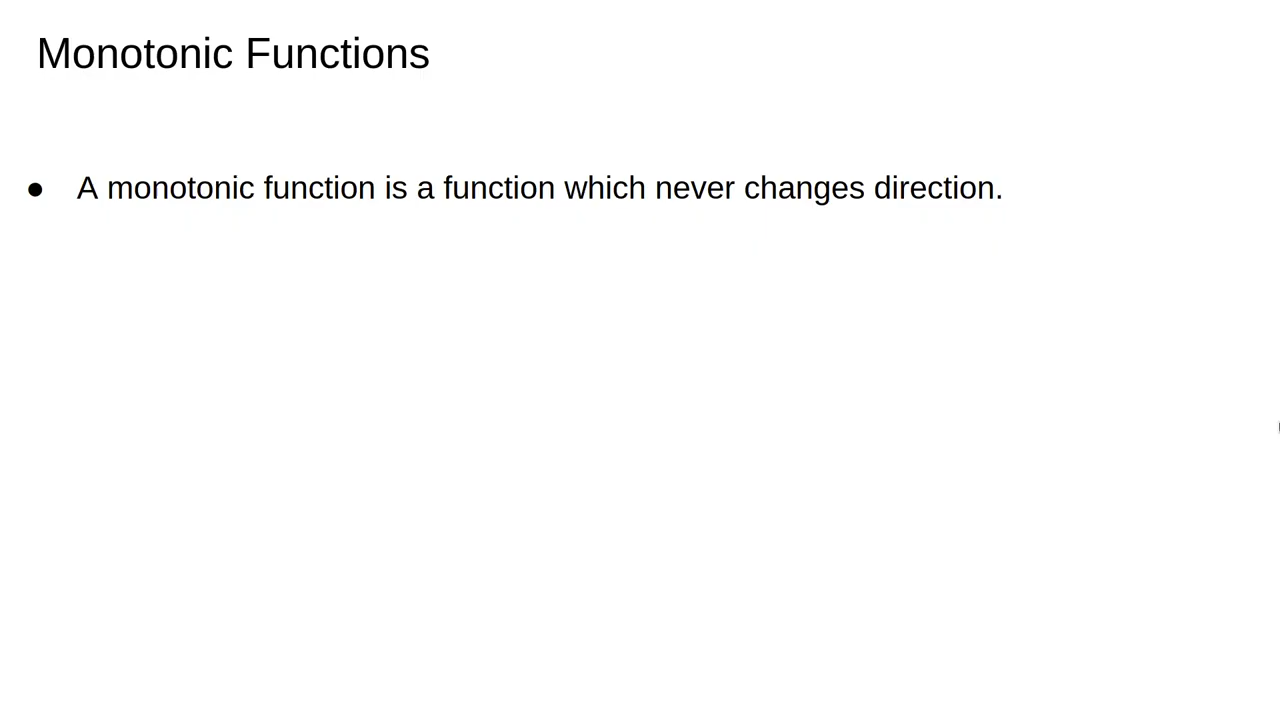 Monotonic Functions
● A monotonic function is a function which never changes direction.